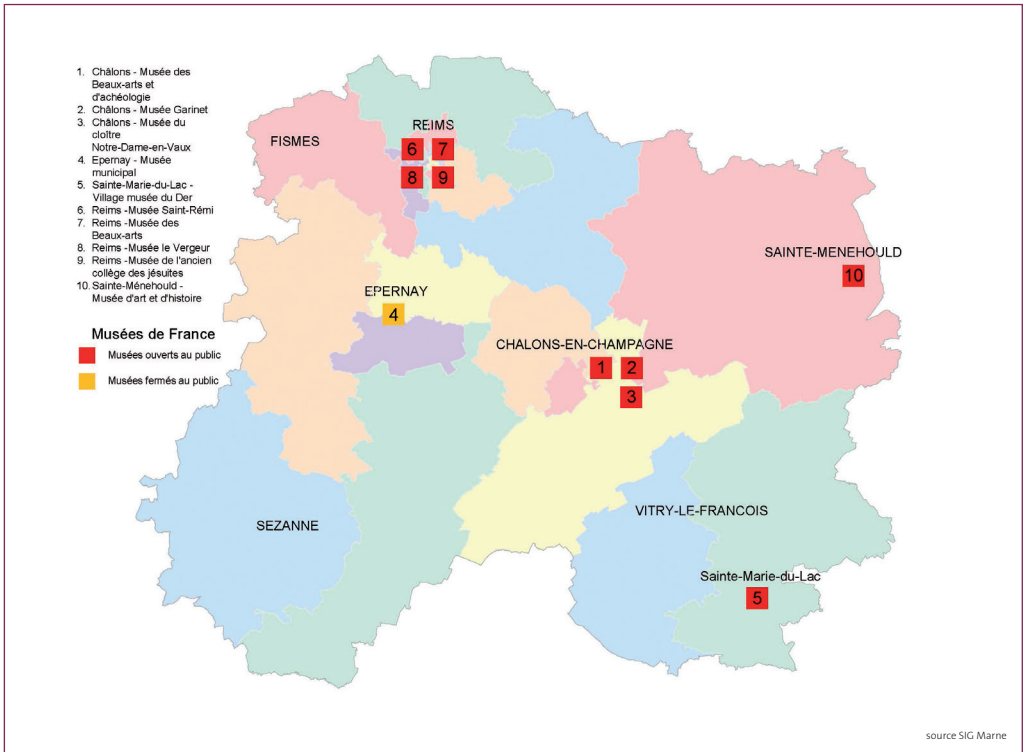 1. Châlons - Musée des
Beaux-arts et
d'achéologie
2. Châlons - Musée Garinet
3. Châlons - Musée du
cloître
Notre-Dame-en-Vaux
4. Epernay - Musée
municipal
5. Sainte-Marie-du-Lac -
Village musée du Der
6. Reims -Musée Saint-Rémi
7. Reims -Musée des
Beaux-arts
8. Reims -Musée le Vergeur
9. Reims -Musée de l'ancien
collège des jésuites
10. Sainte-Ménehould -
Musée d'art et d'histoire
Musées de France
Musées ouverts au public
Musées fermés au public
FISMES
REIMS
6 7
8 9
SAINTE-MENEHOULD
10
EPERNAY
4
CHALONS-EN-CHAMPAGNE
1 2
3
SEZANNE
VITRY-LE-FRANCOIS
Sainte-Marie-du-Lac
5
source SIG Marne